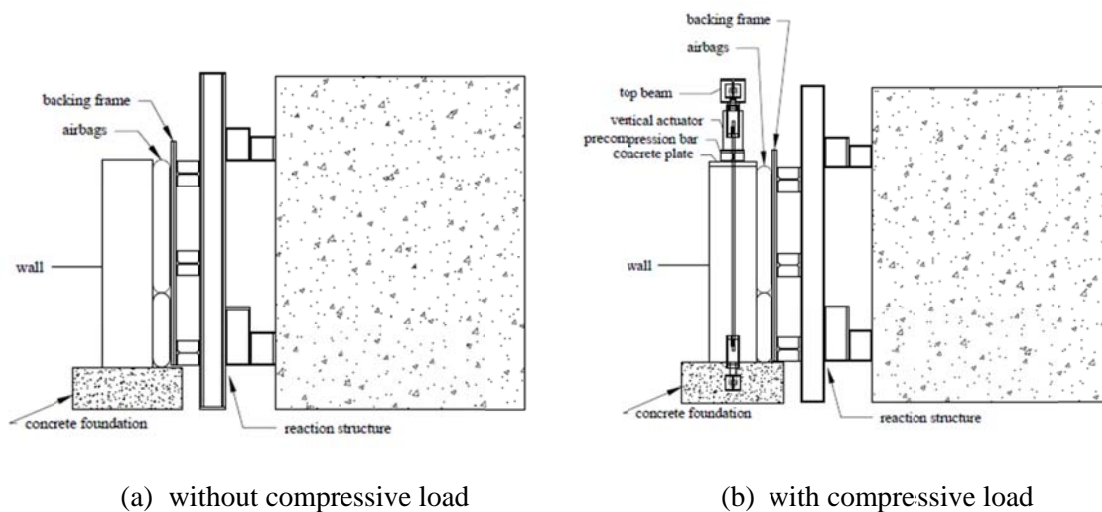 backing frame
airbags
wall
concrete foundation
reaction structure
backing frame
airbags
top beam
vertical actuator
precompression bar
concrete plate
wall
concrete foundation
reaction structure
(a) without compressive load
(b) with compressive load